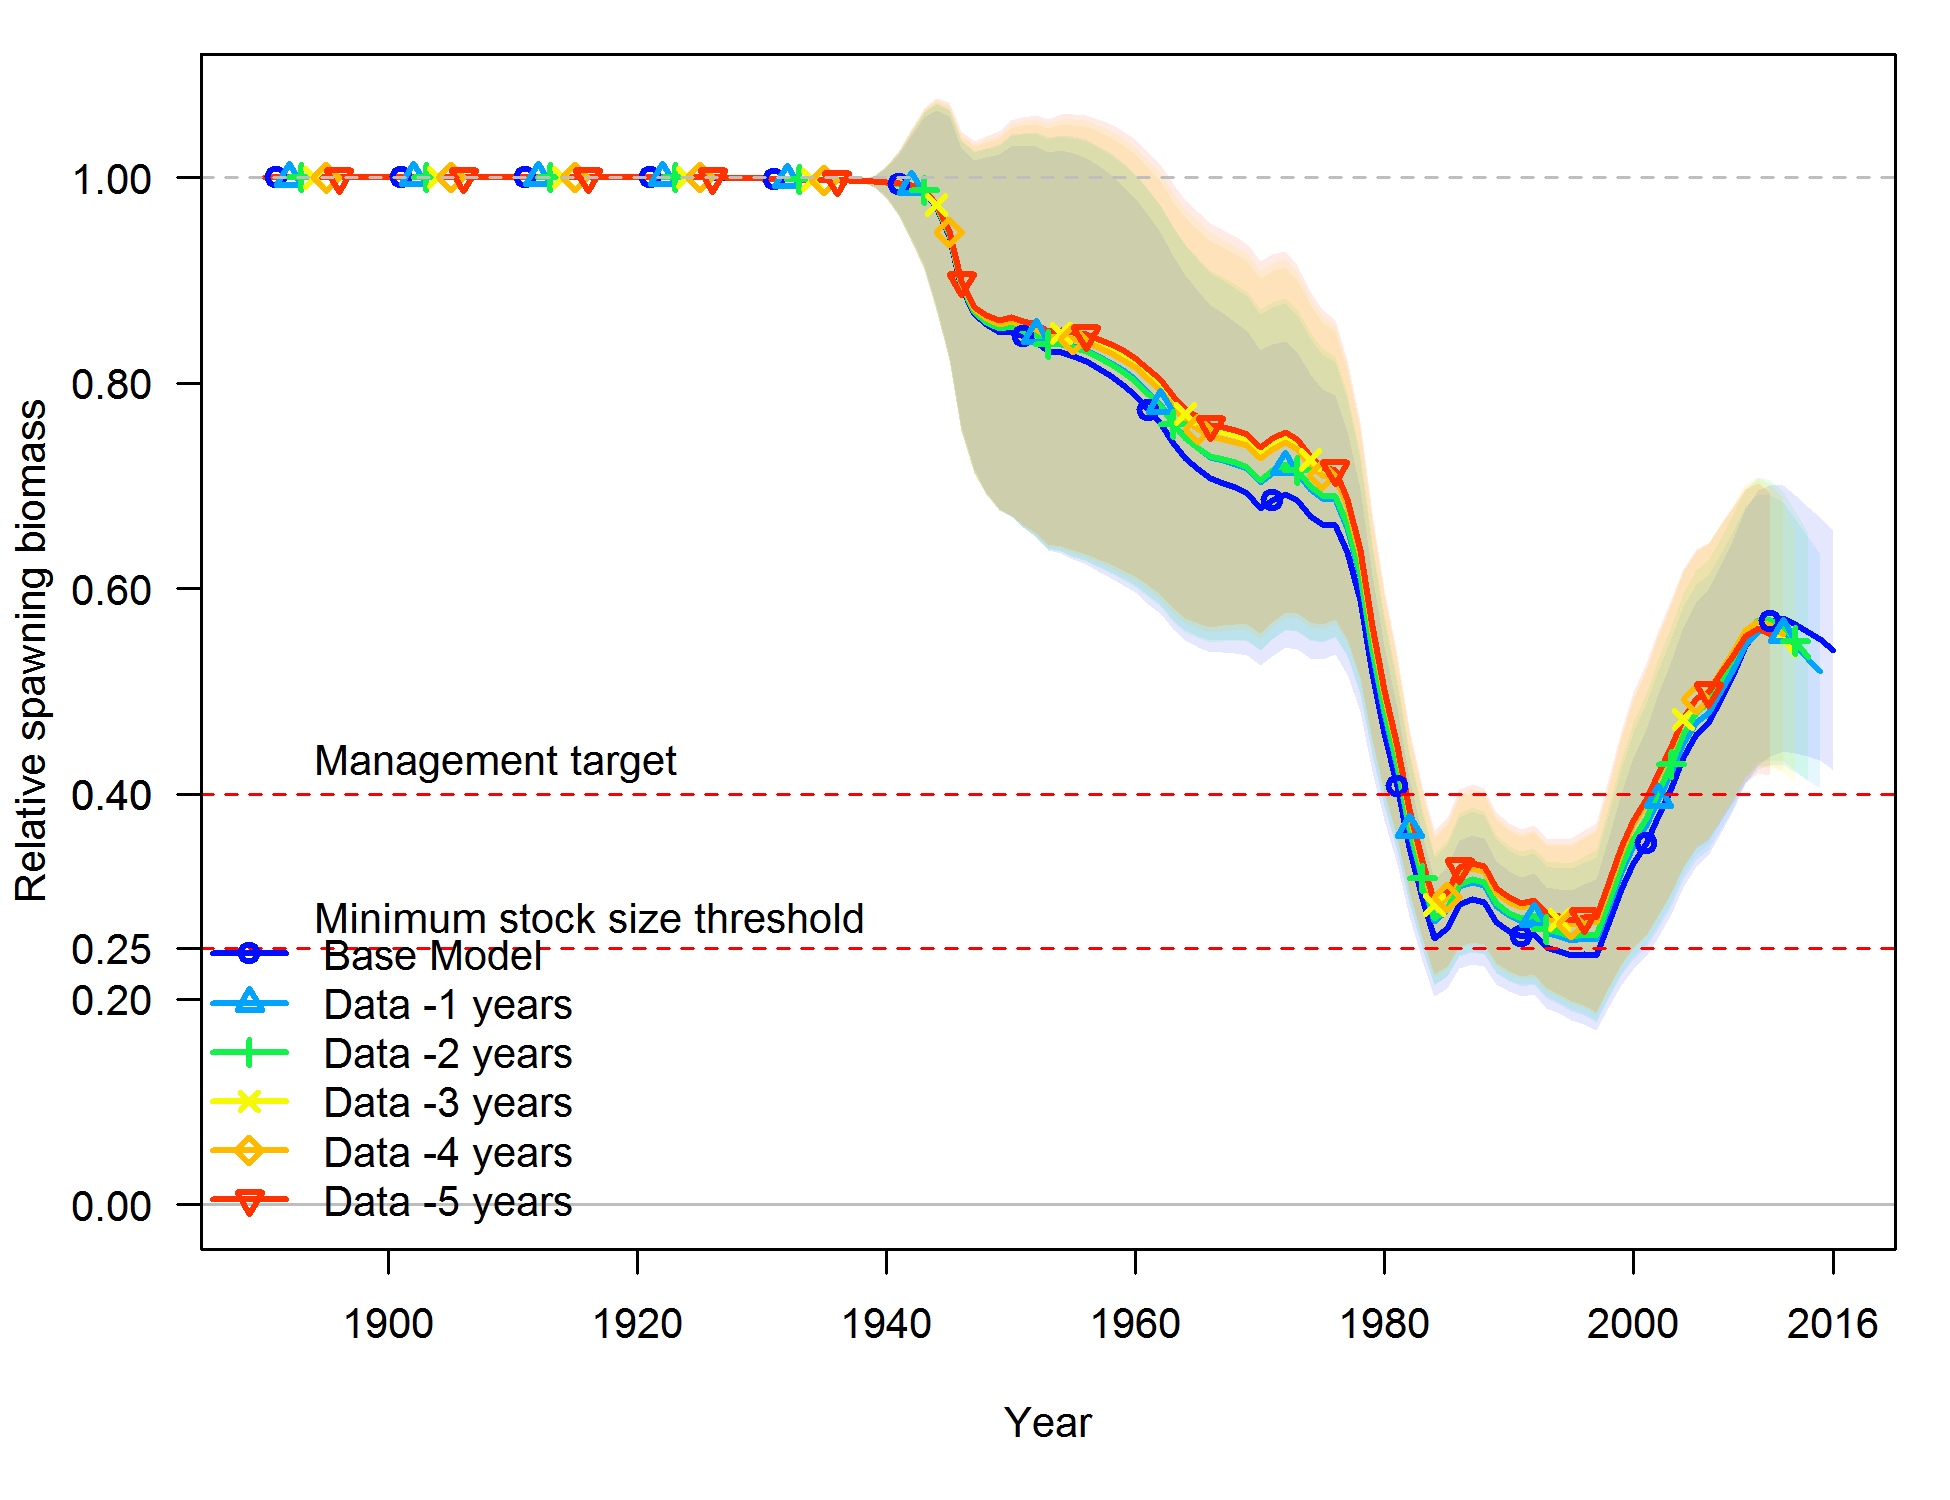 Relative spawning biomass
1.00
0.80
0.60
0.40
0.25
0.20
0.00
Management target
Minimum stock size threshold
Base Model
Data -1 years
Data -2 years
Data -3 years
Data -4 years
Data -5 years
1900 1920 1940 1960 1980 2000 2016
Year